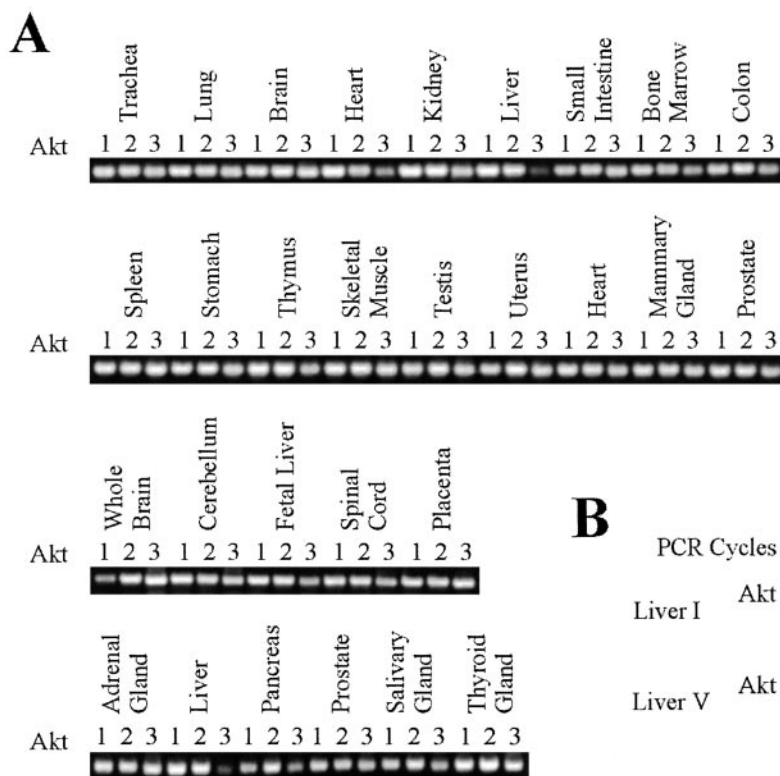 A
Trachea Lung Brain Heart Kidney Liver Small Intestine Bone Marrow Colon
Akt 1 2 3 1 2 3 1 2 3 1 2 3 1 2 3 1 2 3 1 2 3 1 2 3 1 2 3
Spleen Stomach Thymus Skeletal Muscle Testis Uterus Heart Mammary Gland Prostate
Akt 1 2 3 1 2 3 1 2 3 1 2 3 1 2 3 1 2 3 1 2 3 1 2 3 1 2 3
Whole Brain Cerebellum Fetal Liver Spinal Cord Placenta
Akt 1 2 3 1 2 3 1 2 3 1 2 3 1 2 3
Adrenal Gland Liver Pancreas Prostate Salivary Gland Thyroid Gland
Akt 1 2 3 1 2 3 1 2 3 1 2 3 1 2 3 1 2 3
B
PCR Cycles
Akt
Liver I
Akt
Liver V